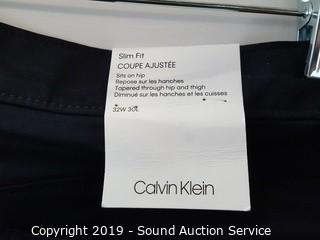 Slim Fit
COUPE AJUSTÉE
Sits on hip
Repose sur les hanches
Tapered through hip and thigh
Diminué sur les hanches et les cuisses
32W 30L
Calvin Klein
Copyright 2019 - Sound Auction Service